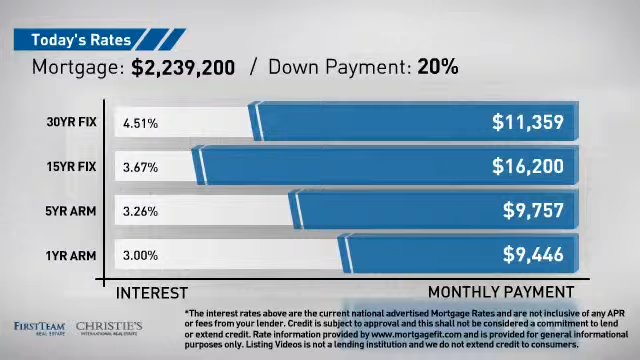 Today's Rates
Mortgage: $2,239,200 / Down Payment: 20%
30YR FIX 4.51% $11,359
15YR FIX 3.67% $16,200
5YR ARM 3.26% $9,757
1YR ARM 3.00% $9,446
INTEREST MONTHLY PAYMENT
*The interest rates above are the current national advertised Mortgage Rates and are not inclusive of any APR
or fees from your lender. Credit is subject to approval and this shall not be considered a commitment to lend
or extend credit. Rate information provided by www.mortgagefit.com and is provided for general informational
purposes only. Listing Videos is not a lending institution and we do not extend credit to consumers.
FIRST TEAM CHRISTIE'S
REAL ESTATE INTERNATIONAL REAL ESTATE